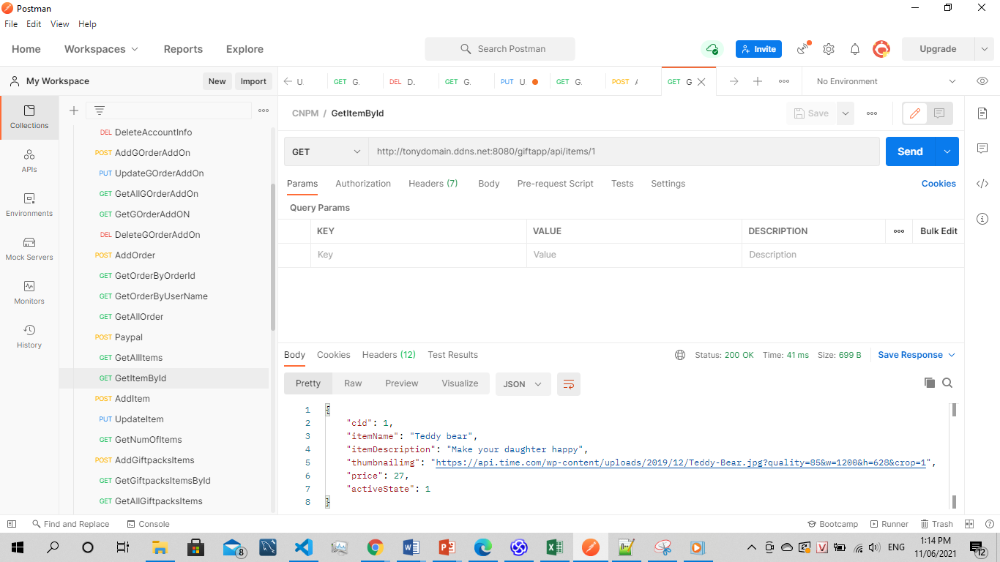 Postman
File Edit View Help
Home Workspaces Reports Explore Search Postman Invite Upgrade
My Workspace New Import
U. GET G. DEL D. GET G. PUT U. GET G. POST GET G No Environment
Collections
APIs
Environments
Mock Servers
Monitors
History
DEL DeleteAccountInfo
POST AddGOrderAddOn
PUT UpdateGOrderAddOn
GET GetAllGOrderAddOn
GET GetGOrderAddON
DEL DeleteGOrderAddOn
POST AddOrder
GET GetOrderByOrderId
GET GetOrderByUserName
GET GetAllOrder
POST Paypal
GET GetAllItems
GET GetItemById
POST AddItem
PUT UpdateItem
GET GetNumOfItems
POST AddGiftpacksItems
GET GetGiftpacksItemsById
GET GetAllGiftpacksItems
CNPM / GetItemById Save
GET http://tonydomain.ddns.net:8080/giftapp/api/items/1 Send
Params Authorization Headers (7) Body Pre-request Script Tests Settings Cookies
Query Params
KEY VALUE DESCRIPTION Bulk Edit
Key Value Description
Body Cookies Headers (12) Test Results Status: 200 OK Time: 41 ms Size: 699 B Save Response
Pretty Raw Preview Visualize JSON
1 {
2 "cid": 1,
3 "itemName": "Teddy bear",
4 "itemDescription": "Make your daughter happy",
5 "thumbnailimg": "https://api.time.com/wp-content/uploads/2019/12/Teddy-Bear.jpg?quality=85&w=1200&h=628&crop=1",
6 "price": 27,
7 "activeState": 1
8 }
Find and Replace Console Bootcamp Runner Trash
8 ENG 1:14 PM
11/06/2021 12